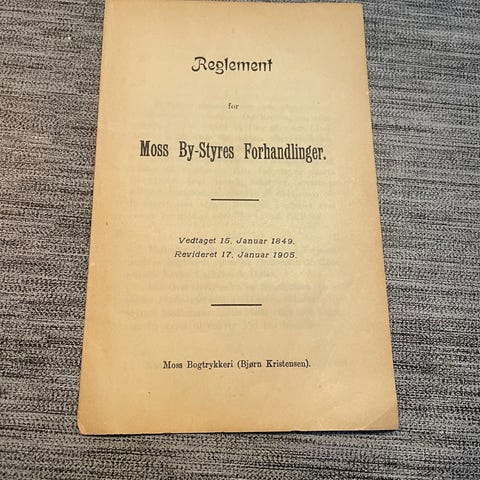 Reglement
for
Moss By-Styres Forhandlinger.
Vedtaget 15. Januar 1849.
Revideret 17. Januar 1905.
Moss Bogtrykkeri (Bjørn Kristensen).